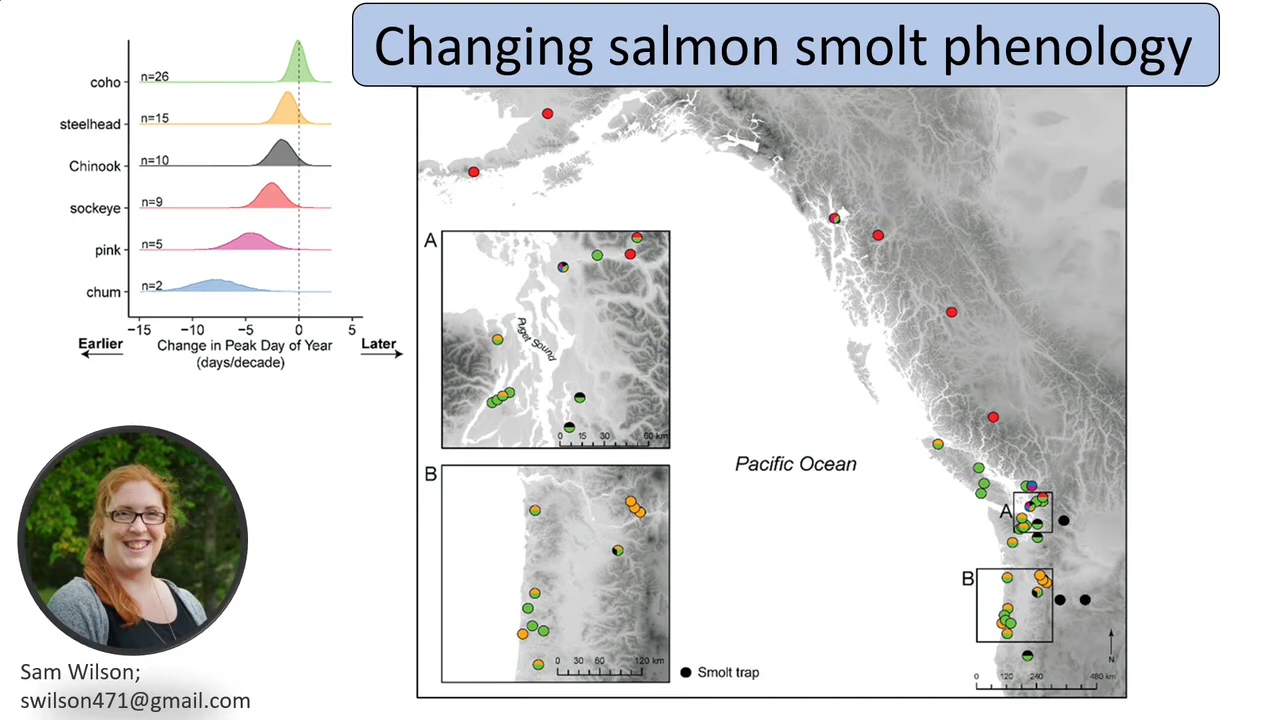 Changing salmon smolt phenology
coho
n=26
steelhead
n=15
Chinook
n=10
sockeye
n=9
pink
n=5
chum
n=2
−15 −10 −5 0 5
Earlier
Change in Peak Day of Year
(days/decade)
Later
A
Puget Sound
0 15 30 60 km
B
0 30 60 120 km
Pacific Ocean
Smolt trap
A
B
N
0 120 240 480 km
Sam Wilson;
swilson471@gmail.com